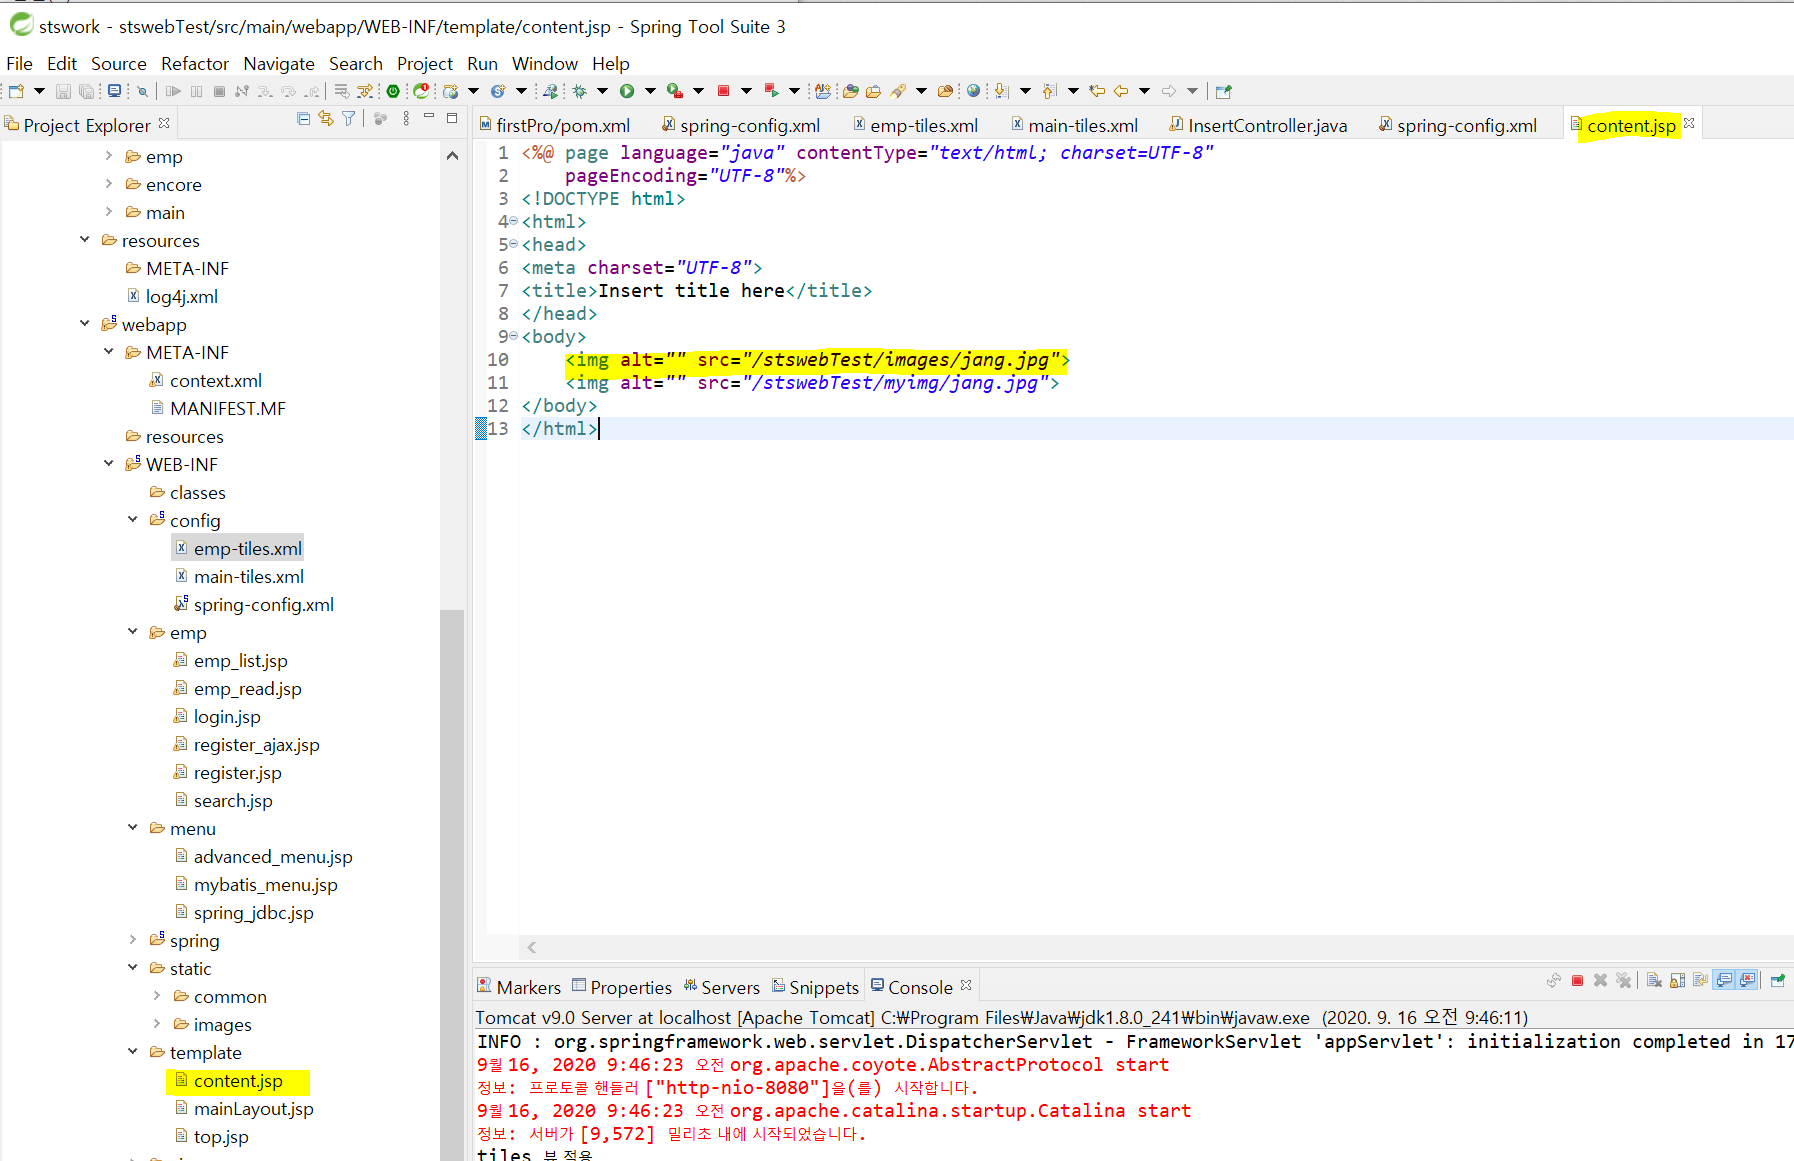 stswork - stswebTest/src/main/webapp/WEB-INF/template/content.jsp - Spring Tool Suite 3
File Edit Source Refactor Navigate Search Project Run Window Help
Project Explorer
emp
encore
main
resources
META-INF
log4j.xml
webapp
META-INF
context.xml
MANIFEST.MF
resources
WEB-INF
classes
config
emp-tiles.xml
main-tiles.xml
spring-config.xml
emp
emp_list.jsp
emp_read.jsp
login.jsp
register_ajax.jsp
register.jsp
search.jsp
menu
advanced_menu.jsp
mybatis_menu.jsp
spring_jdbc.jsp
spring
static
common
images
template
content.jsp
mainLayout.jsp
top.jsp
firstPro/pom.xml spring-config.xml emp-tiles.xml main-tiles.xml InsertController.java spring-config.xml content.jsp
1 <%@ page language="java" contentType="text/html; charset=UTF-8"
2 pageEncoding="UTF-8"%>
3 <!DOCTYPE html>
4 <html>
5 <head>
6 <meta charset="UTF-8">
7 <title>Insert title here</title>
8 </head>
9 <body>
10 <img alt="" src="/stswebTest/images/jang.jpg">
11 <img alt="" src="/stswebTest/myimg/jang.jpg">
12 </body>
13 </html>
Markers Properties Servers Snippets Console
Tomcat v9.0 Server at localhost [Apache Tomcat] C:₩Program Files₩Java₩jdk1.8.0_241₩bin₩javaw.exe (2020. 9. 16 오전 9:46:11)
INFO : org.springframework.web.servlet.DispatcherServlet - FrameworkServlet 'appServlet': initialization completed in 17
9월 16, 2020 9:46:23 오전 org.apache.coyote.AbstractProtocol start
정보: 프로토콜 핸들러 ["http-nio-8080"]을(를) 시작합니다.
9월 16, 2020 9:46:23 오전 org.apache.catalina.startup.Catalina start
정보: 서버가 [9,572] 밀리초 내에 시작되었습니다.
tiles 뷰 적용